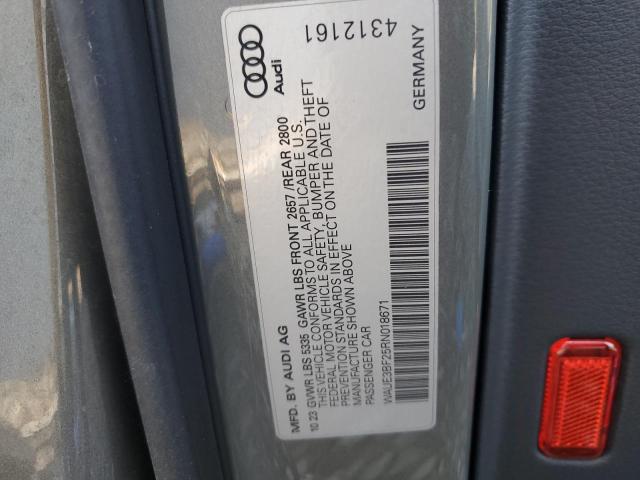 Audi
4312161
MFD. BY AUDI AG
10 23 GVWR LBS 5335 GAWR LBS FRONT 2657 /REAR 2800
THIS VEHICLE CONFORMS TO ALL APPLICABLE U.S.
FEDERAL MOTOR VEHICLE SAFETY, BUMPER AND THEFT
PREVENTION STANDARDS IN EFFECT ON THE DATE OF
MANUFACTURE SHOWN ABOVE
PASSENGER CAR
WAUE3BF25RN018671
GERMANY